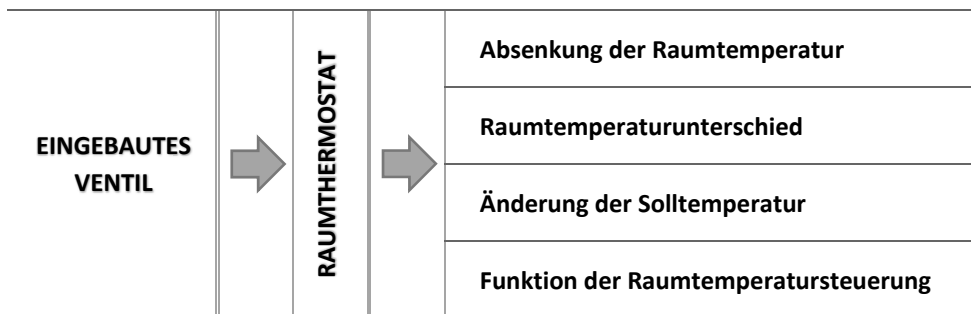 EINGEBAUTES
VENTIL
RAUMTHERMOSTAT
Absenkung der Raumtemperatur
Raumtemperaturunterschied
Änderung der Solltemperatur
Funktion der Raumtemperatursteuerung